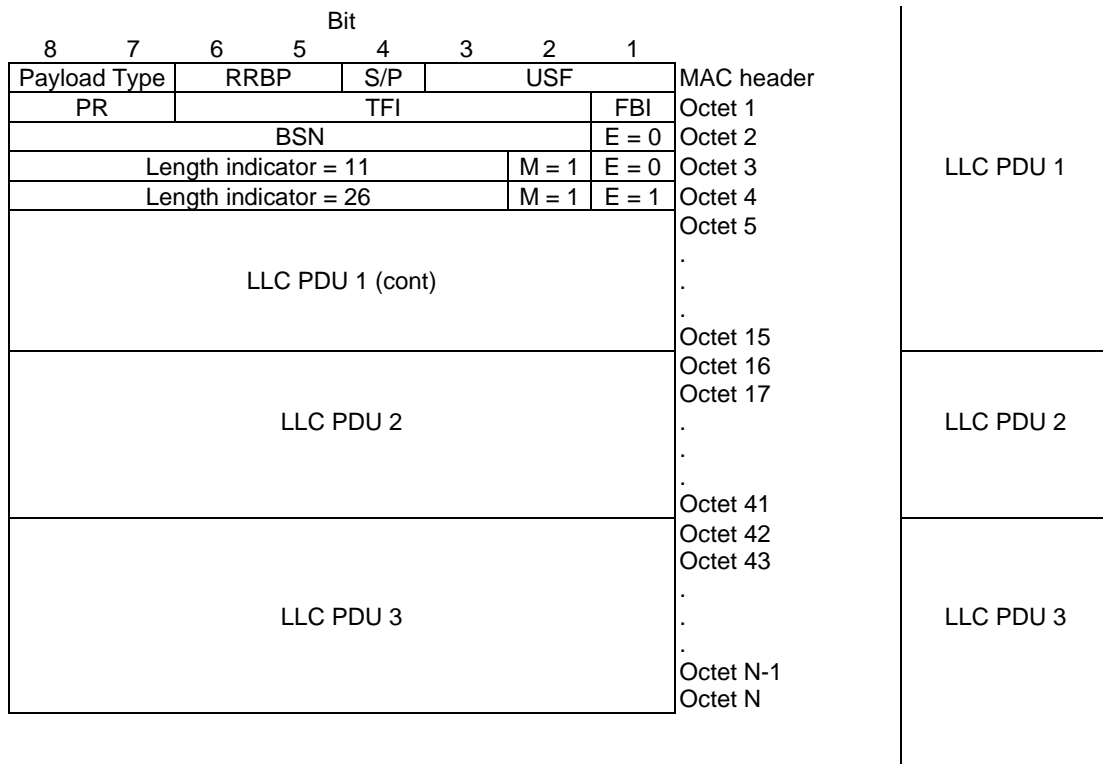 Bit
8 7 6 5 4 3 2 1
Payload Type RRBP S/P USF MAC header
PR TFI FBI Octet 1
BSN E = 0 Octet 2
Length indicator = 11 M = 1 E = 0 Octet 3 LLC PDU 1
Length indicator = 26 M = 1 E = 1 Octet 4
Octet 5
.
LLC PDU 1 (cont) .
.
Octet 15
Octet 16
Octet 17
LLC PDU 2 . LLC PDU 2
.
.
Octet 41
Octet 42
Octet 43
.
LLC PDU 3 . LLC PDU 3
.
Octet N-1
Octet N